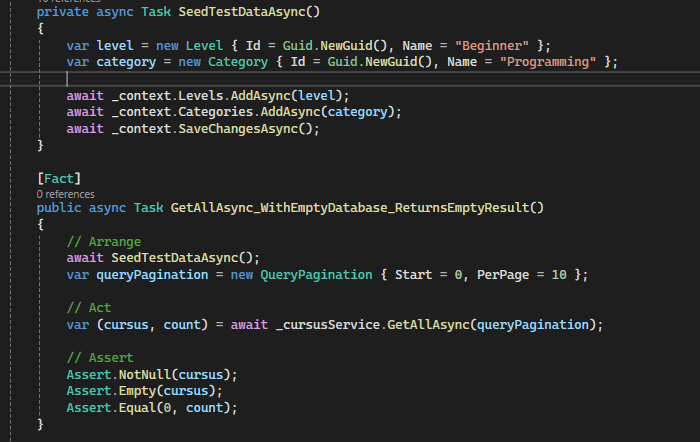 private async Task SeedTestDataAsync()
{
var level = new Level { Id = Guid.NewGuid(), Name = "Beginner" };
var category = new Category { Id = Guid.NewGuid(), Name = "Programming" };
await _context.Levels.AddAsync(level);
await _context.Categories.AddAsync(category);
await _context.SaveChangesAsync();
}
[Fact]
0 references
public async Task GetAllAsync_WithEmptyDatabase_ReturnsEmptyResult()
{
// Arrange
await SeedTestDataAsync();
var queryPagination = new QueryPagination { Start = 0, PerPage = 10 };
// Act
var (cursus, count) = await _cursusService.GetAllAsync(queryPagination);
// Assert
Assert.NotNull(cursus);
Assert.Empty(cursus);
Assert.Equal(0, count);
}